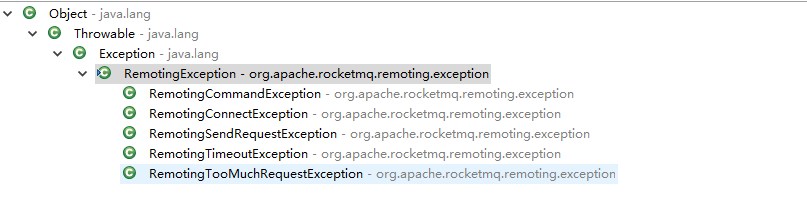 Object - java.lang
Throwable - java.lang
Exception - java.lang
RemotingException - org.apache.rocketmq.remoting.exception
RemotingCommandException - org.apache.rocketmq.remoting.exception
RemotingConnectException - org.apache.rocketmq.remoting.exception
RemotingSendRequestException - org.apache.rocketmq.remoting.exception
RemotingTimeoutException - org.apache.rocketmq.remoting.exception
RemotingTooMuchRequestException - org.apache.rocketmq.remoting.exception